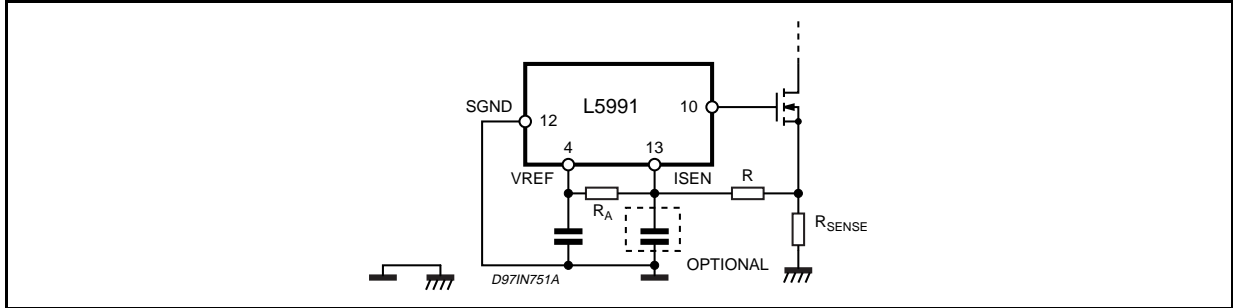 L5991
SGND
12
10
4
13
VREF
ISEN
R
RA
RSENSE
OPTIONAL
D97IN751A